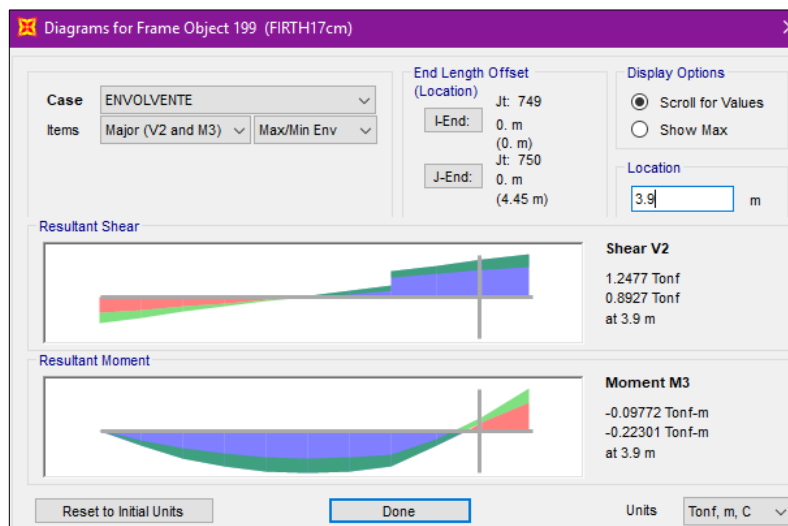 Diagrams for Frame Object 199 (FIRTH17cm)
Case ENVOLVENTE
Items Major (V2 and M3) Max/Min Env
End Length Offset
(Location)
I-End: Jt: 749
0. m
(0. m)
J-End: Jt: 750
0. m
(4.45 m)
Display Options
Scroll for Values
Show Max
Location
3.9 m
Resultant Shear
Shear V2
1.2477 Tonf
0.8927 Tonf
at 3.9 m
Resultant Moment
Moment M3
-0.09772 Tonf-m
-0.22301 Tonf-m
at 3.9 m
Reset to Initial Units
Done
Units Tonf, m, C